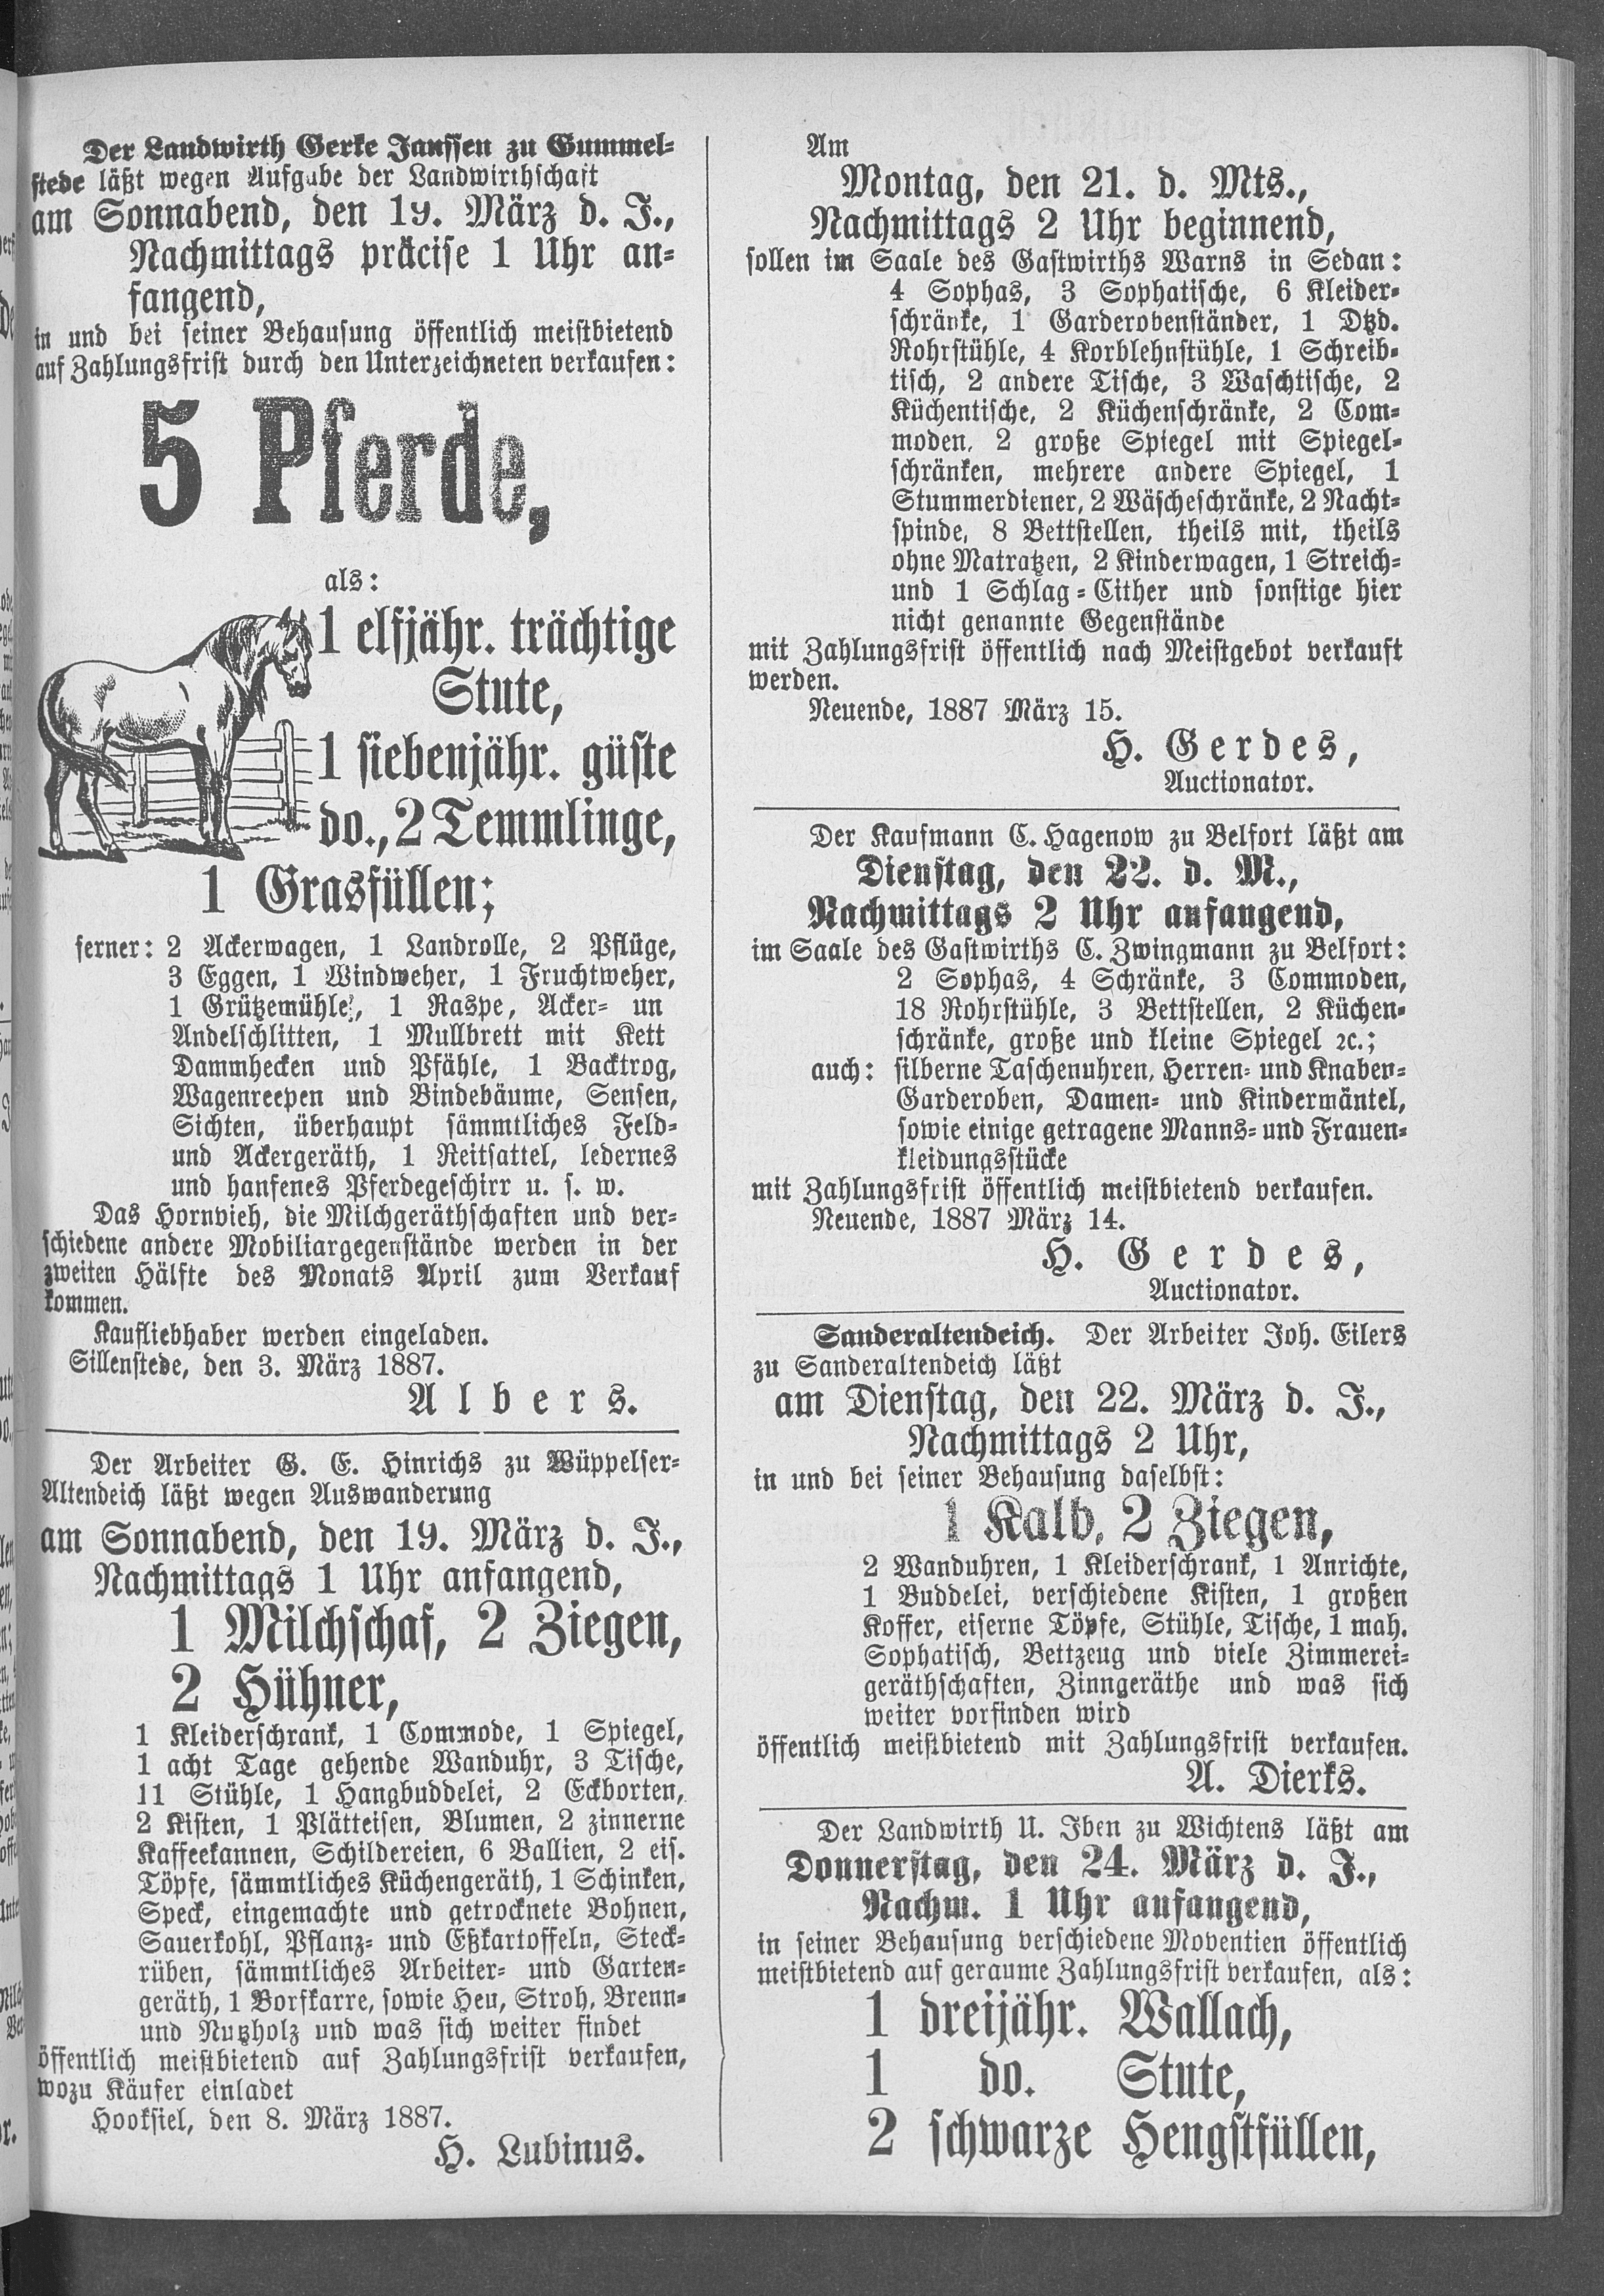 Der Landwirth Gerke Janssen zu Gummel-
stede läßt wegen Aufgabe der Landwirthschaft
am Sonnabend, den 19. März d. J.,
Nachmittags präcise 1 Uhr an-
fangend,
in und bei seiner Behausung öffentlich meistbietend
auf Zahlungsfrist durch den Unterzeichneten verkaufen:
5 Pferde,
als:
1 elfjähr. trächtige
Stute,
1 siebenjähr. güste
do., 2 Temmlinge,
1 Grasfüllen;
ferner: 2 Ackerwagen, 1 Landrolle, 2 Pflüge,
3 Eggen, 1 Windweher, 1 Fruchtweher,
1 Grützemühle, 1 Raspe, Acker- un
Andelschlitten, 1 Mullbrett mit Kett
Dammhecken und Pfähle, 1 Backtrog,
Wagenreepen und Bindebäume, Sensen,
Sichten, überhaupt sämmtliches Feld-
und Ackergeräth, 1 Reitsattel, ledernes
und hanfenes Pferdegeschirr u. s. w.
Das Hornvieh, die Milchgeräthschaften und ver-
schiedene andere Mobiliargegenstände werden in der
zweiten Hälfte des Monats April zum Verkauf
kommen.
Kaufliebhaber werden eingeladen.
Sillenstede, den 3. März 1887.
Albers.
Der Arbeiter G. E. Hinrichs zu Wüppelser-
Altendeich läßt wegen Auswanderung
am Sonnabend, den 19. März d. J.,
Nachmittags 1 Uhr anfangend,
1 Milchschaf, 2 Ziegen,
2 Hühner,
1 Kleiderschrank, 1 Commode, 1 Spiegel,
1 acht Tage gehende Wanduhr, 3 Tische,
11 Stühle, 1 Hangbuddelei, 2 Eckborten,
2 Kisten, 1 Plätteisen, Blumen, 2 zinnerne
Kaffeekannen, Schildereien, 6 Ballien, 2 eis.
Töpfe, sämmtliches Küchengeräth, 1 Schinken,
Speck, eingemachte und getrocknete Bohnen,
Sauerkohl, Pflanz- und Eßkartoffeln, Steck-
rüben, sämmtliches Arbeiter- und Garten-
geräth, 1 Borfkarre, sowie Heu, Stroh, Brenn-
und Nutzholz und was sich weiter findet
öffentlich meistbietend auf Zahlungsfrist verkaufen,
wozu Käufer einladet
Hooksiel, den 8. März 1887.
H. Lubinus.
Am
Montag, den 21. d. Mts.,
Nachmittags 2 Uhr beginnend,
sollen im Saale des Gastwirths Warns in Sedan:
4 Sophas, 3 Sophatische, 6 Kleider-
schränke, 1 Garderobenständer, 1 Dtzd.
Rohrstühle, 4 Korblehnstühle, 1 Schreib-
tisch, 2 andere Tische, 3 Waschtische, 2
Küchentische, 2 Küchenschränke, 2 Com-
moden, 2 große Spiegel mit Spiegel-
schränken, mehrere andere Spiegel, 1
Stummerdiener, 2 Wäscheschränke, 2 Nacht-
spinde, 8 Bettstellen, theils mit, theils
ohne Matratzen, 2 Kinderwagen, 1 Streich-
und 1 Schlag-Cither und sonstige hier
nicht genannte Gegenstände
mit Zahlungsfrist öffentlich nach Meistgebot verkauft
werden.
Neuende, 1887 März 15.
H. Gerdes,
Auctionator.
Der Kaufmann C. Hagenow zu Belfort läßt am
Dienstag, den 22. d. M.,
Nachmittags 2 Uhr anfangend,
im Saale des Gastwirths C. Zwingmann zu Belfort:
2 Sophas, 4 Schränke, 3 Commoden,
18 Rohrstühle, 3 Bettstellen, 2 Küchen-
schränke, große und kleine Spiegel ꝛc.;
auch: silberne Taschenuhren, Herren- und Knaben-
Garderoben, Damen- und Kindermäntel,
sowie einige getragene Manns- und Frauen-
kleidungsstücke
mit Zahlungsfrist öffentlich meistbietend verkaufen.
Neuende, 1887 März 14.
H. Gerdes,
Auctionator.
Sanderaltendeich. Der Arbeiter Joh. Eilers
zu Sanderaltendeich läßt
am Dienstag, den 22. März d. J.,
Nachmittags 2 Uhr,
in und bei seiner Behausung daselbst:
1 Kalb, 2 Ziegen,
2 Wanduhren, 1 Kleiderschrank, 1 Anrichte,
1 Buddelei, verschiedene Kisten, 1 großen
Koffer, eiserne Töpfe, Stühle, Tische, 1 mah.
Sophatisch, Bettzeug und viele Zimmerei-
geräthschaften, Zinngeräthe und was sich
weiter vorfinden wird
öffentlich meistbietend mit Zahlungsfrist verkaufen.
A. Dierks.
Der Landwirth U. Iben zu Wichtens läßt am
Donnerstag, den 24. März d. J.,
Nachm. 1 Uhr anfangend,
in seiner Behausung verschiedene Moventien öffentlich
meistbietend auf geraume Zahlungsfrist verkaufen, als:
1 dreijähr. Wallach,
1 do. Stute,
2 schwarze Hengstfüllen,